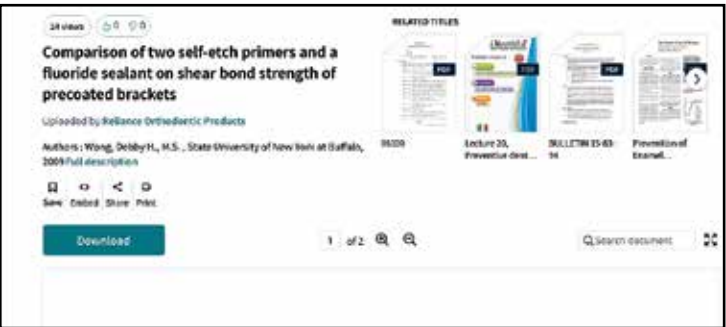 views
0 0
Comparison of two self-etch primers and a
fluoride sealant on shear bond strength of
precoated brackets
Uploaded by Reliance Orthodontic Products
Authors : Wong, Debby H., M.S. , State University of New York at Buffalo,
2009 Full description
Save Embed Share Print
Download
1 of 2
Search document
RELATED TITLES
PDF
PDF
PDF
Lecture 20,
Preventive dent...
BULLETIN 15-83-
94
Prevention of
Enamel...